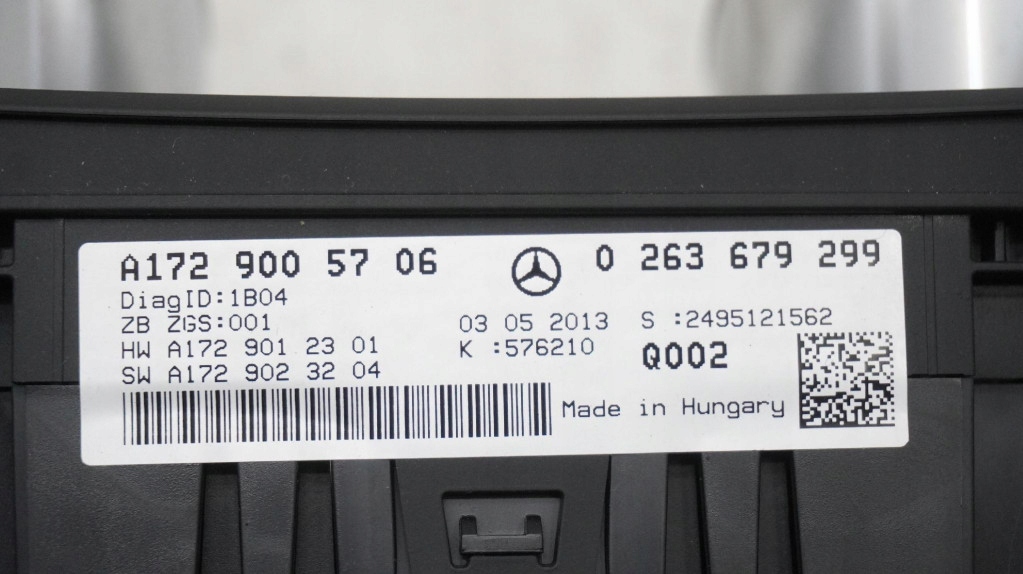 A172 900 57 06 0 263 679 299
DiagID:1B04
ZB ZGS:001 03 05 2013 S :2495121562
HW A172 901 23 01 K :576210 Q002
SW A172 902 32 04
Made in Hungary